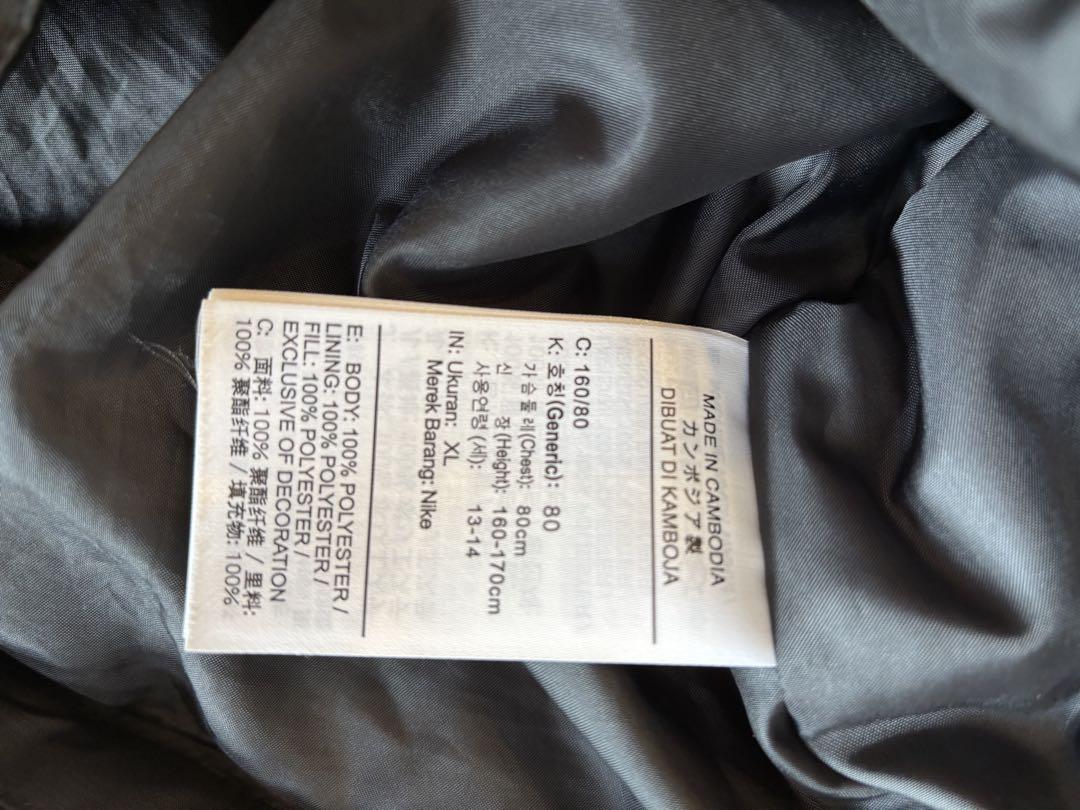 MADE IN CAMBODIA
カンボジア製
DIBUAT DI KAMBOJA
C: 160/80
K: 호칭(Generic): 80
가슴둘레(Chest): 80cm
신 장(Height): 160-170cm
사용연령(세): 13-14
IN: Ukuran: XL
Merek Barang: Nike
E: BODY: 100% POLYESTER /
LINING: 100% POLYESTER /
FILL: 100% POLYESTER /
EXCLUSIVE OF DECORATION
C: 面料: 100% 聚酯纤维 / 里料:
100% 聚酯纤维 / 填充物: 100%